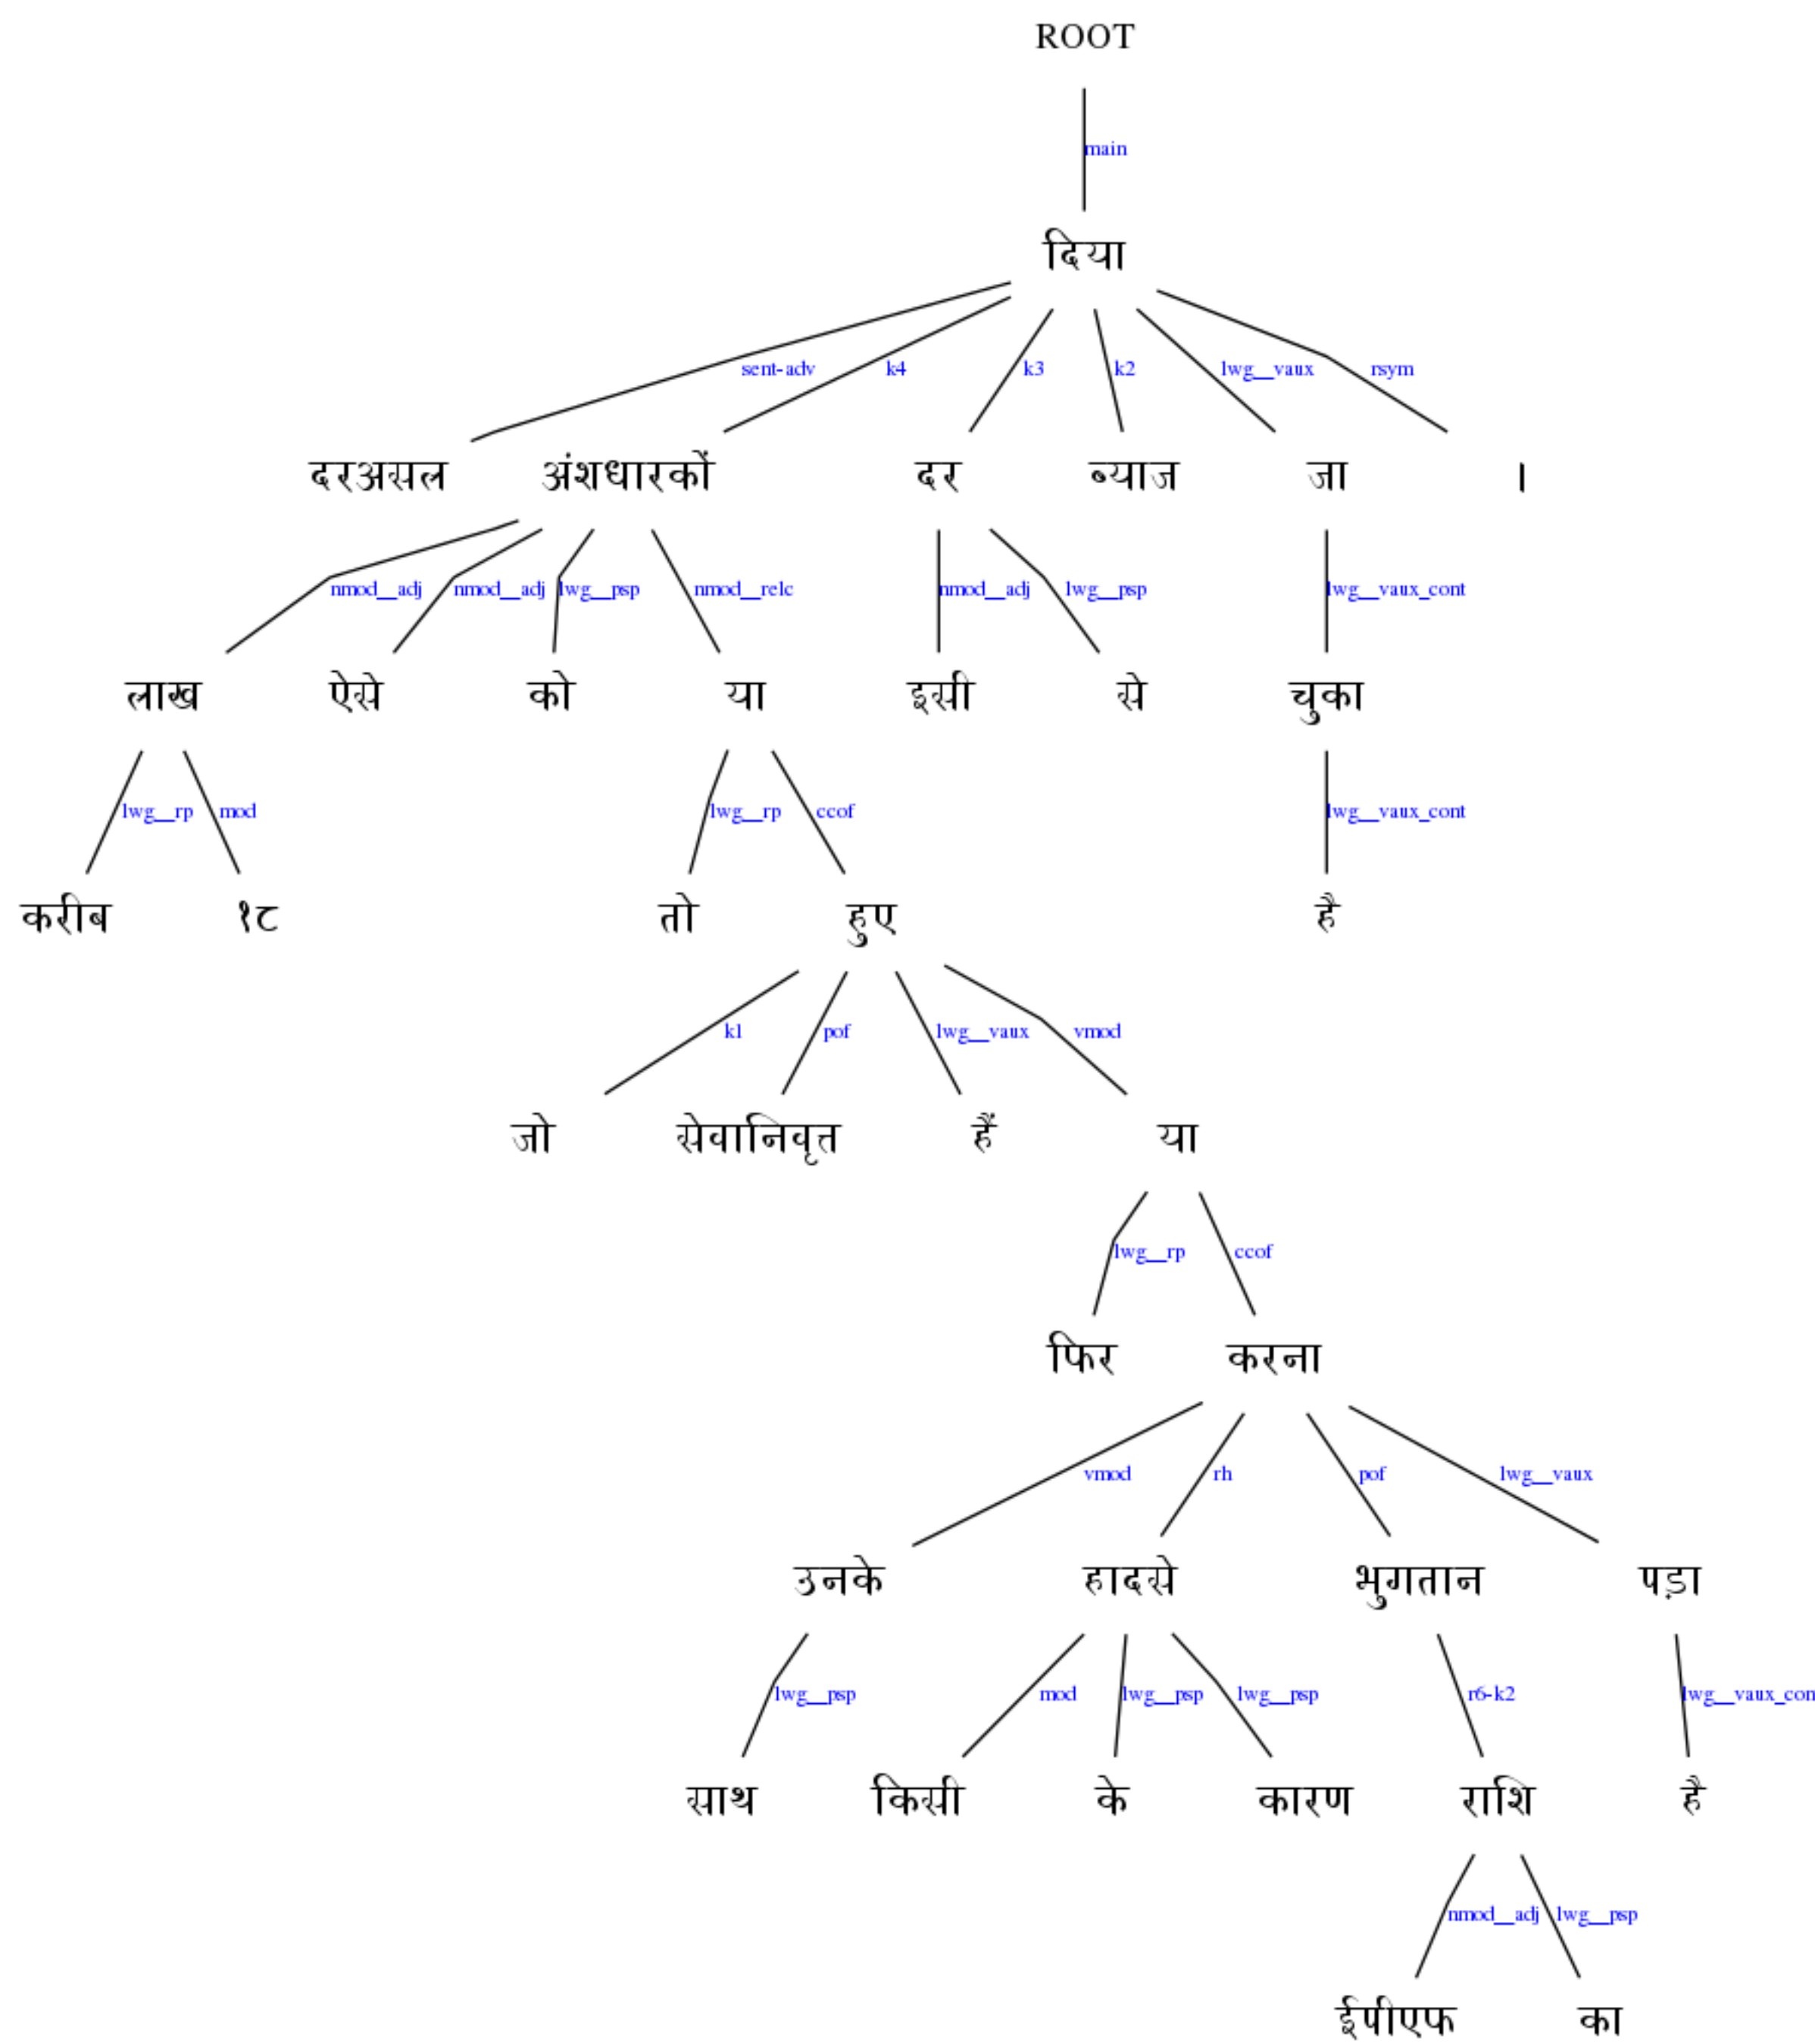 ROOT
main
दिया
sent-adv k4 k3 k2 lwg__vaux rsym
दरअसल अंशधारकों दर ब्याज जा ।
nmod__adj nmod__adj lwg__psp nmod__relc nmod__adj lwg__psp lwg__vaux_cont
लाख ऐसे को या इसी से चुका
lwg__rp mod lwg__rp ccof lwg__vaux_cont
करीब १८ तो हुए है
k1 pof lwg__vaux vmod
जो सेवानिवृत्त हैं या
lwg__rp ccof
फिर करना
vmod rh pof lwg__vaux
उनके हादसे भुगतान पड़ा
lwg__psp mod lwg__psp lwg__psp r6-k2 lwg__vaux_con
साथ किसी के कारण राशि है
nmod__adj lwg__psp
ईपीएफ का